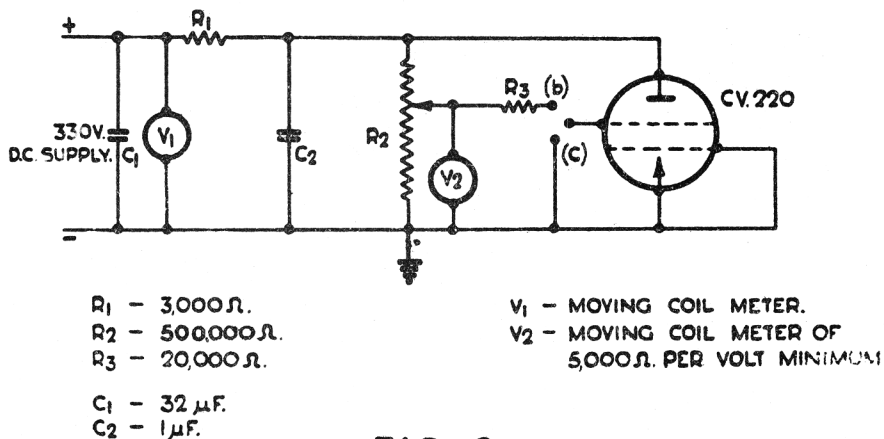 +
R1
R3 (b)
CV.220
330V.
D.C. SUPPLY. C1
V1
C2
R2
V2
(C)
–
R1 – 3,000Ω.
R2 – 500,000Ω.
R3 – 20,000Ω.
C1 – 32 μF.
C2 – 1 μF.
V1 – MOVING COIL METER.
V2 – MOVING COIL METER OF
5,000Ω. PER VOLT MINIMUM